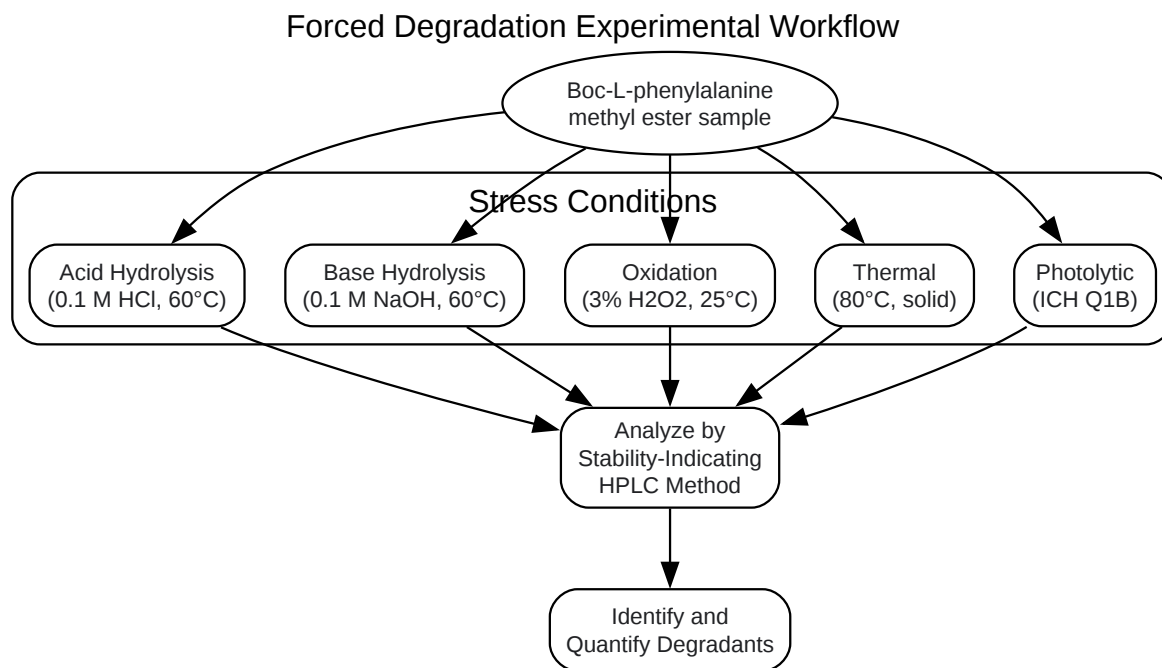 Forced Degradation Experimental Workflow
Boc-L-phenylalanine
methyl ester sample
Stress Conditions
Acid Hydrolysis
(0.1 M HCl, 60°C)
Base Hydrolysis
(0.1 M NaOH, 60°C)
Oxidation
(3% H2O2, 25°C)
Thermal
(80°C, solid)
Photolytic
(ICH Q1B)
Analyze by
Stability-Indicating
HPLC Method
Identify and
Quantify Degradants